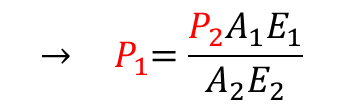 → P₁ = P₂A₁E₁ / A₂E₂